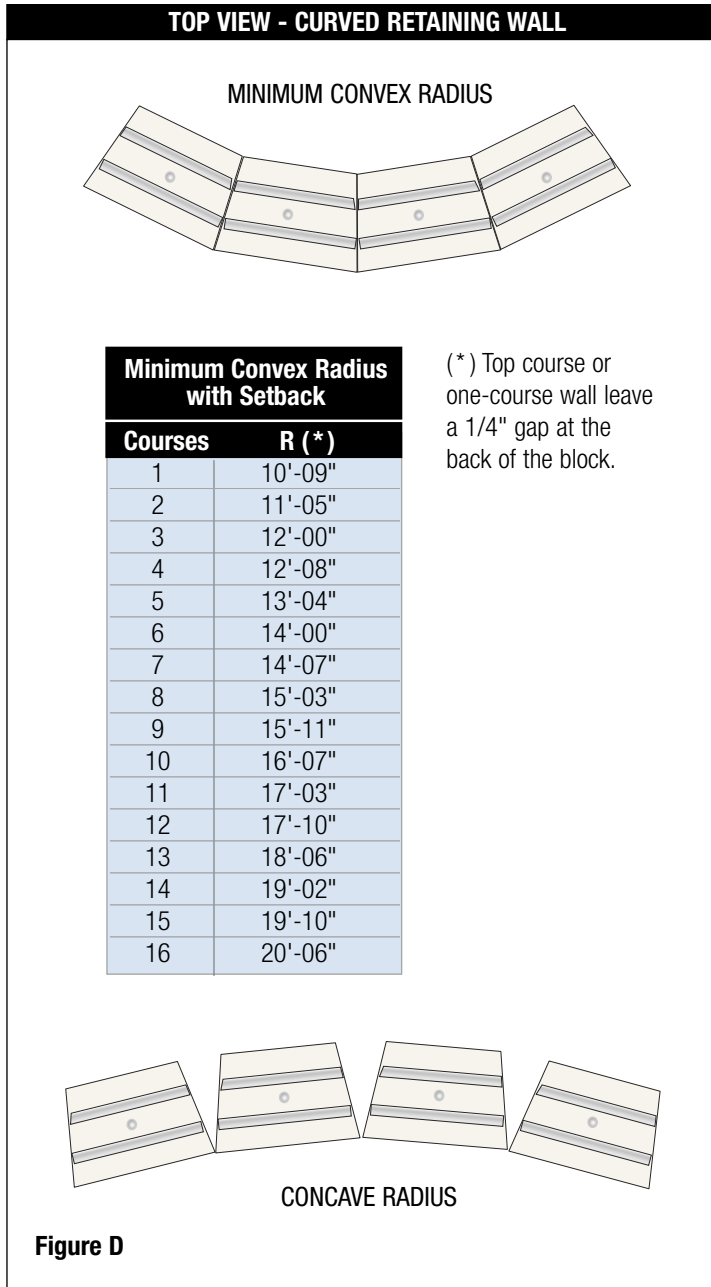 TOP VIEW - CURVED RETAINING WALL
MINIMUM CONVEX RADIUS
Minimum Convex Radius
with Setback
Courses R (*)
1 10'-09"
2 11'-05"
3 12'-00"
4 12'-08"
5 13'-04"
6 14'-00"
7 14'-07"
8 15'-03"
9 15'-11"
10 16'-07"
11 17'-03"
12 17'-10"
13 18'-06"
14 19'-02"
15 19'-10"
16 20'-06"
(*) Top course or
one-course wall leave
a 1/4" gap at the
back of the block.
CONCAVE RADIUS
Figure D